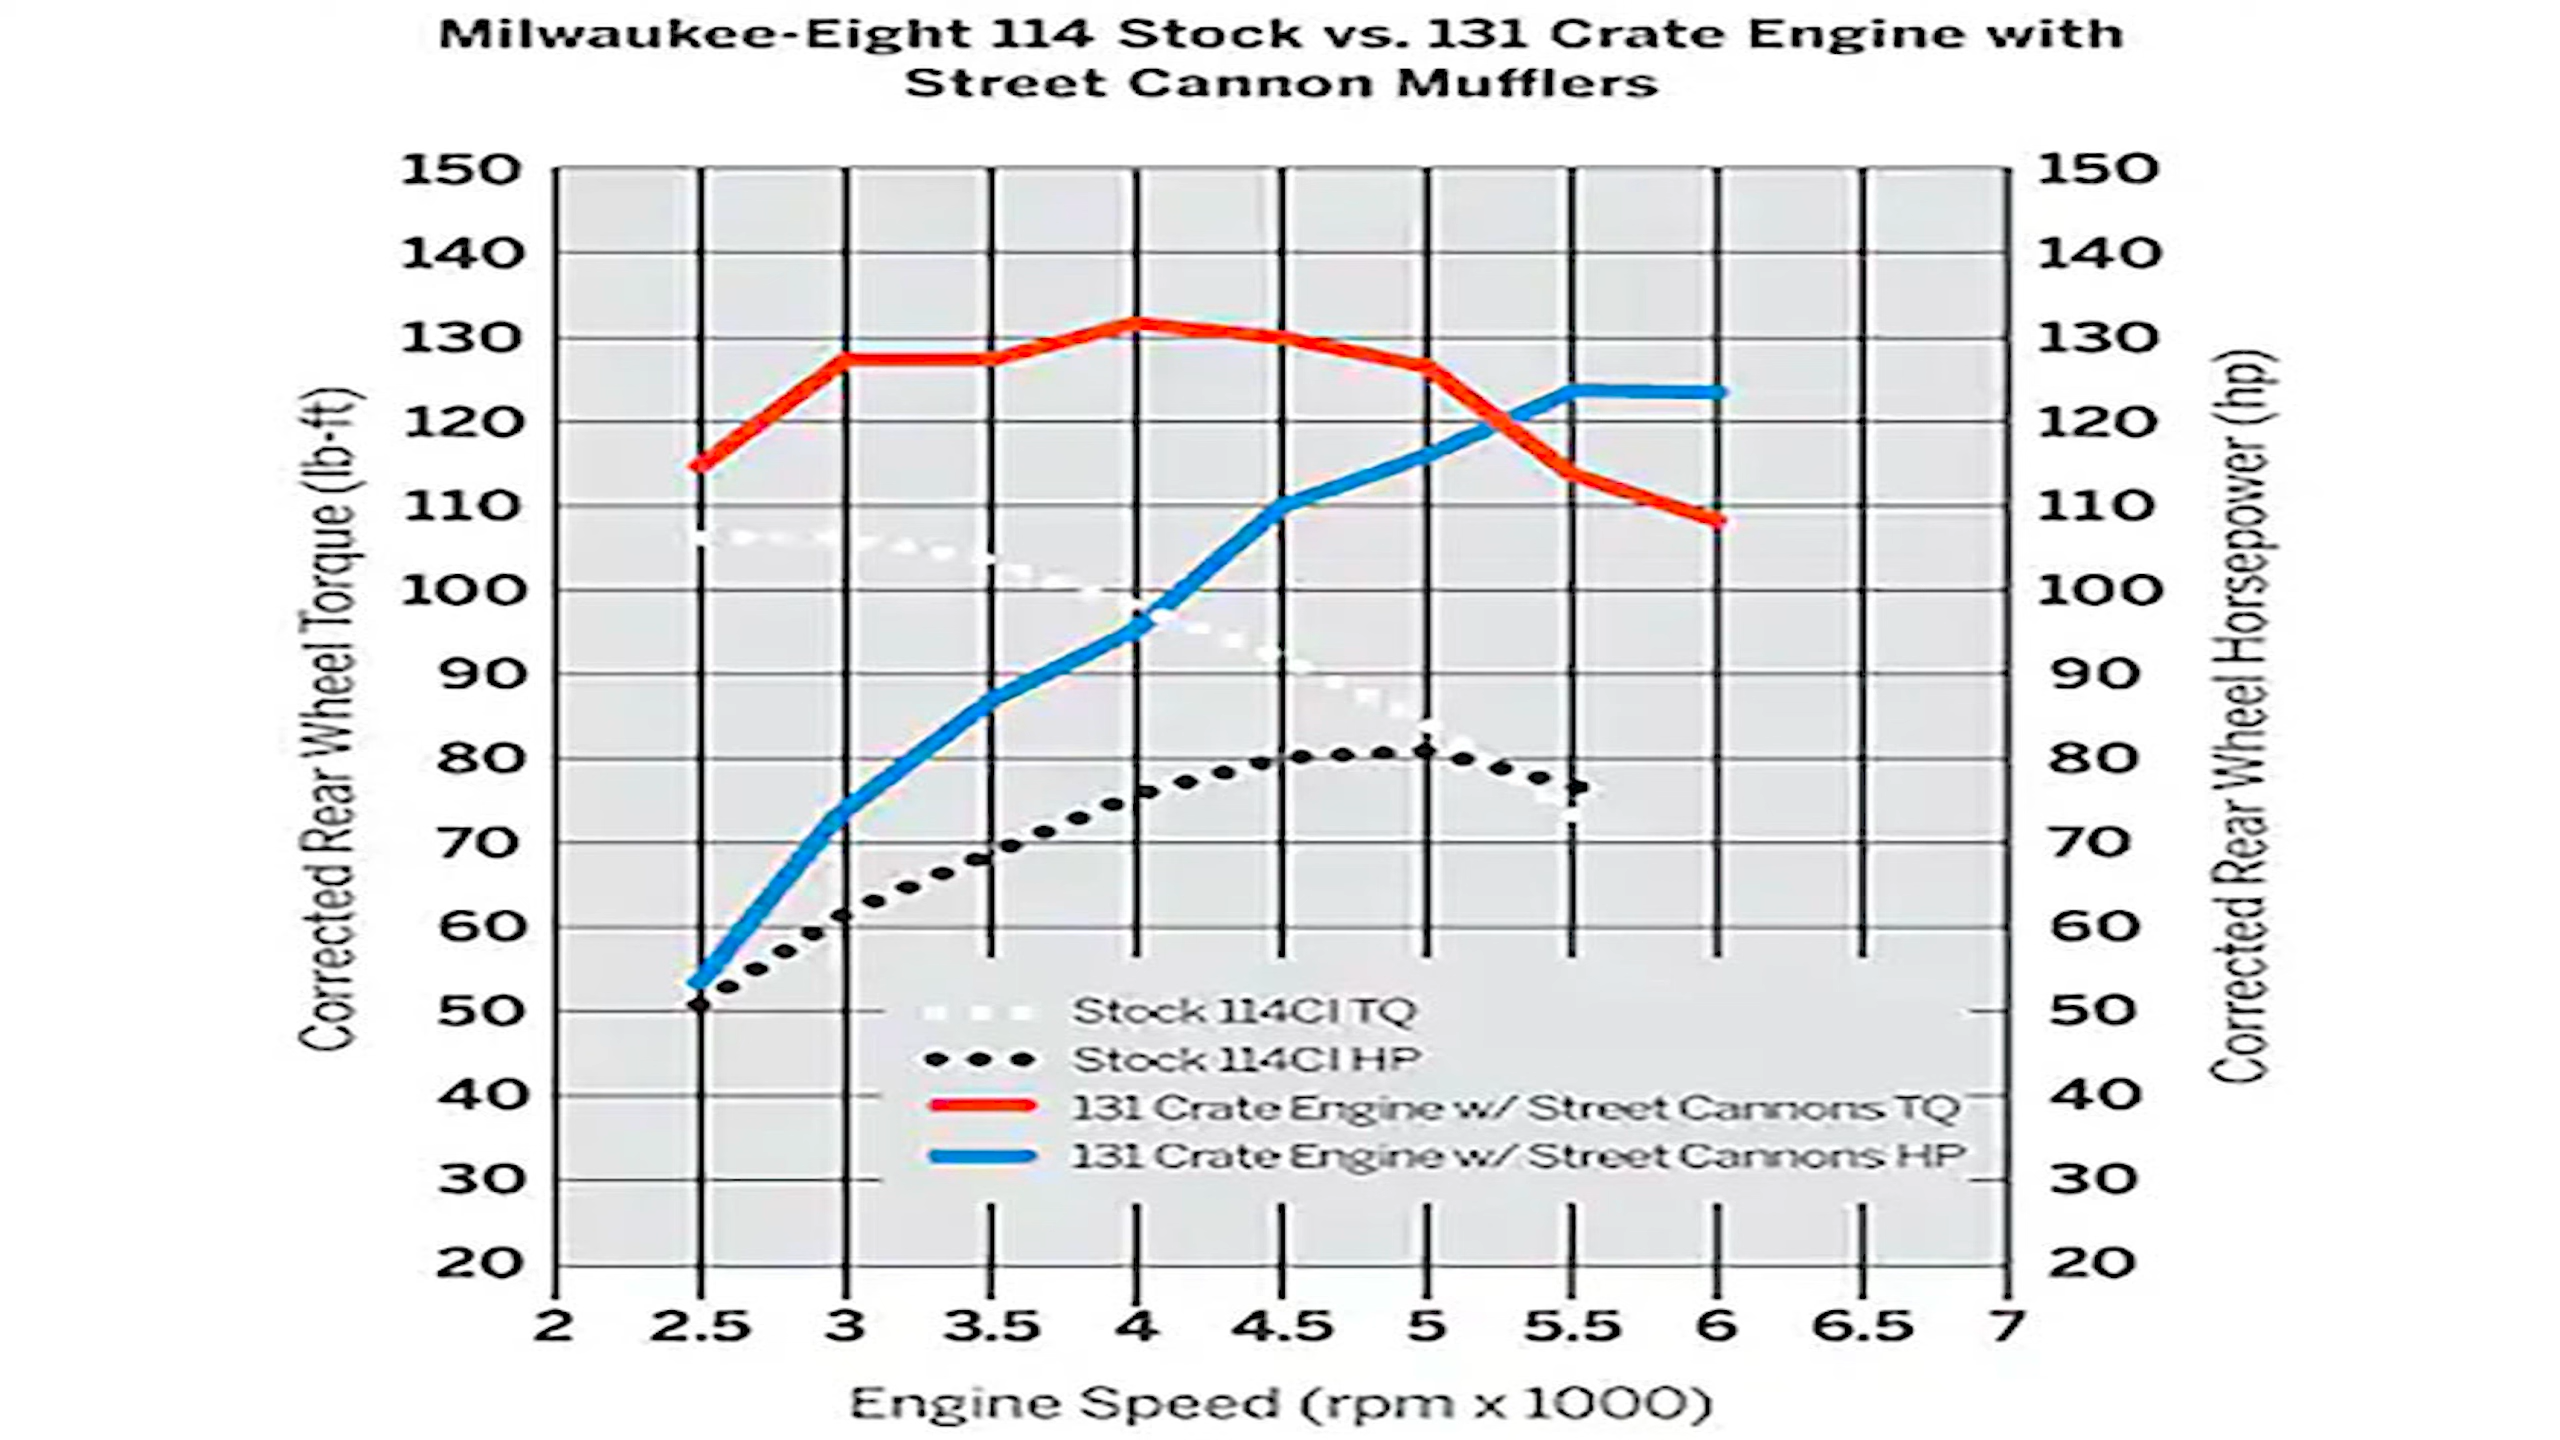 Milwaukee-Eight 114 Stock vs. 131 Crate Engine with
Street Cannon Mufflers
Corrected Rear Wheel Torque (lb-ft)
150
140
130
120
110
100
90
80
70
60
50
40
30
20
150
140
130
120
110
100
90
80
70
60
50
40
30
20
Corrected Rear Wheel Horsepower (hp)
Stock 114CI TQ
Stock 114CI HP
131 Crate Engine w/ Street Cannons TQ
131 Crate Engine w/ Street Cannons HP
2 2.5 3 3.5 4 4.5 5 5.5 6 6.5 7
Engine Speed (rpm x 1000)